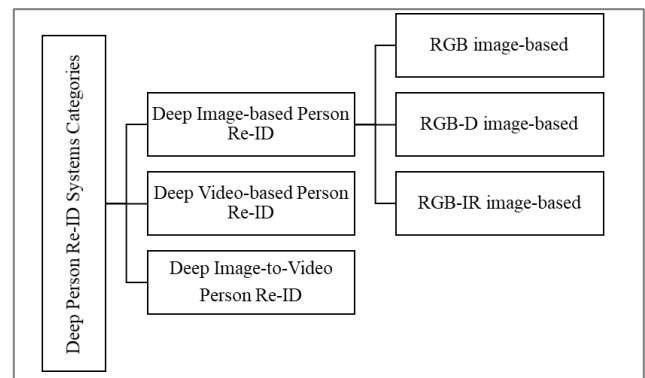 Deep Person Re-ID Systems Categories
Deep Image-based Person
Re-ID
Deep Video-based Person
Re-ID
Deep Image-to-Video
Person Re-ID
RGB image-based
RGB-D image-based
RGB-IR image-based